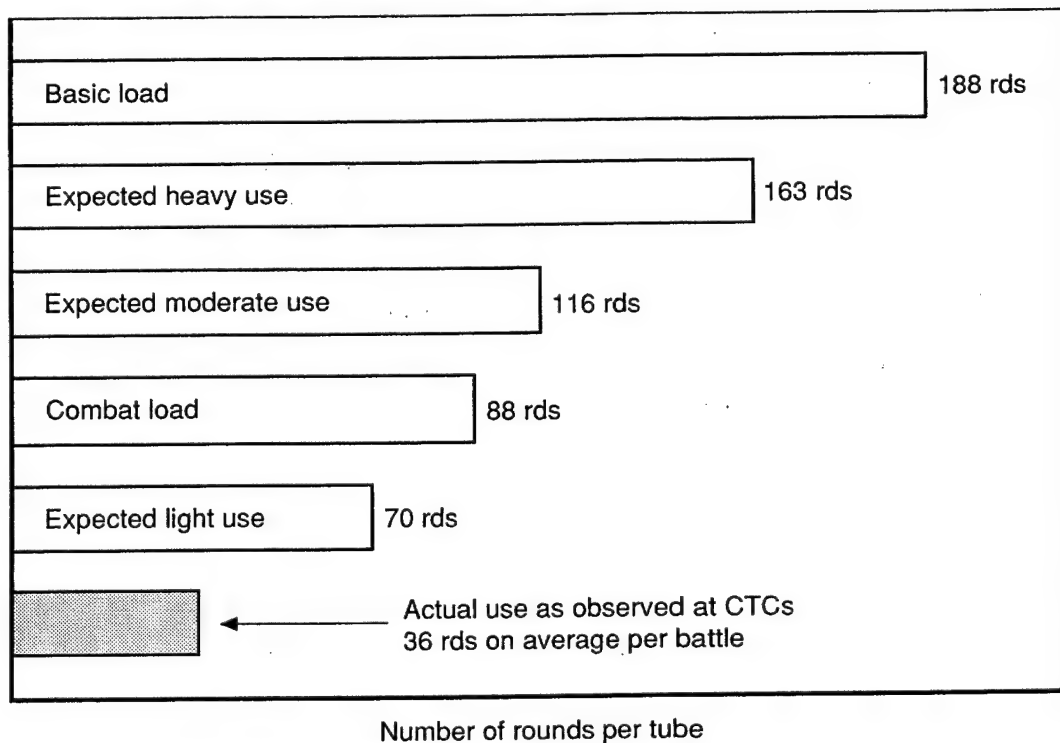 Basic load
188 rds
Expected heavy use
163 rds
Expected moderate use
116 rds
Combat load
88 rds
Expected light use
70 rds
Actual use as observed at CTCs
36 rds on average per battle
Number of rounds per tube